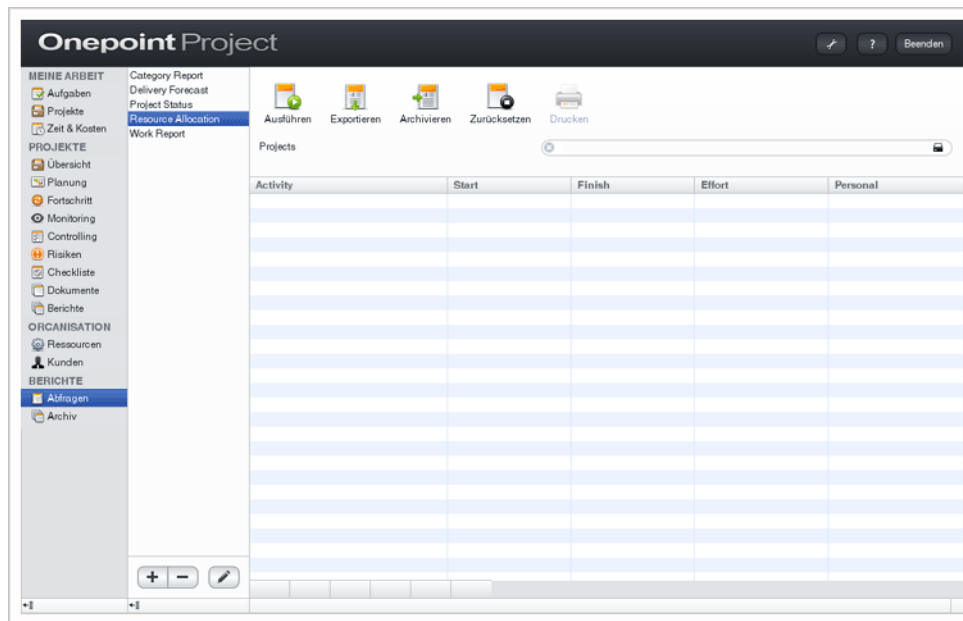 Onepoint Project
?
Beenden
MEINE ARBEIT
Aufgaben
Projekte
Zeit & Kosten
PROJEKTE
Übersicht
Planung
Fortschritt
Monitoring
Controlling
Risiken
Checkliste
Dokumente
Berichte
ORGANISATION
Ressourcen
Kunden
BERICHTE
Abfragen
Archiv
Category Report
Delivery Forecast
Project Status
Resource Allocation
Work Report
Ausführen Exportieren Archivieren Zurücksetzen Drucken
Projects
Activity Start Finish Effort Personal